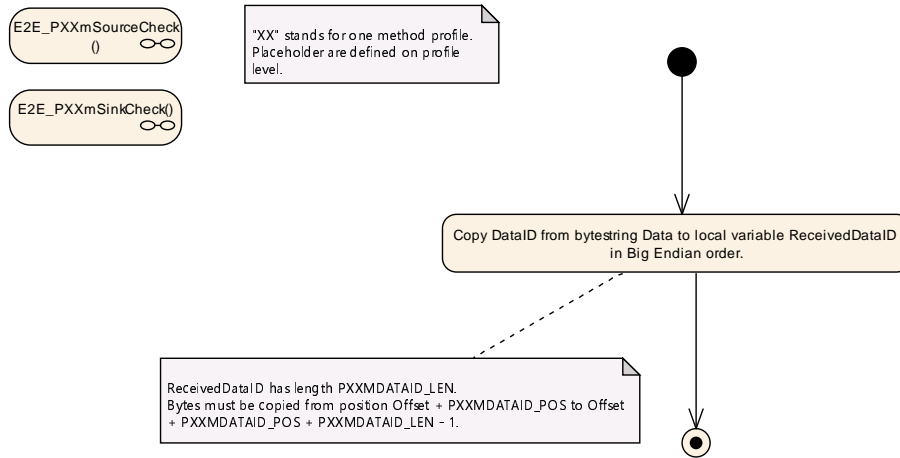 E2E_PXXmSourceCheck
()
"XX" stands for one method profile.
Placeholder are defined on profile
level.
E2E_PXXmSinkCheck()
Copy DataID from bytestring Data to local variable ReceivedDataID
in Big Endian order.
ReceivedDataID has length PXXMDATAID_LEN.
Bytes must be copied from position Offset + PXXMDATAID_POS to Offset
+ PXXMDATAID_POS + PXXMDATAID_LEN - 1.